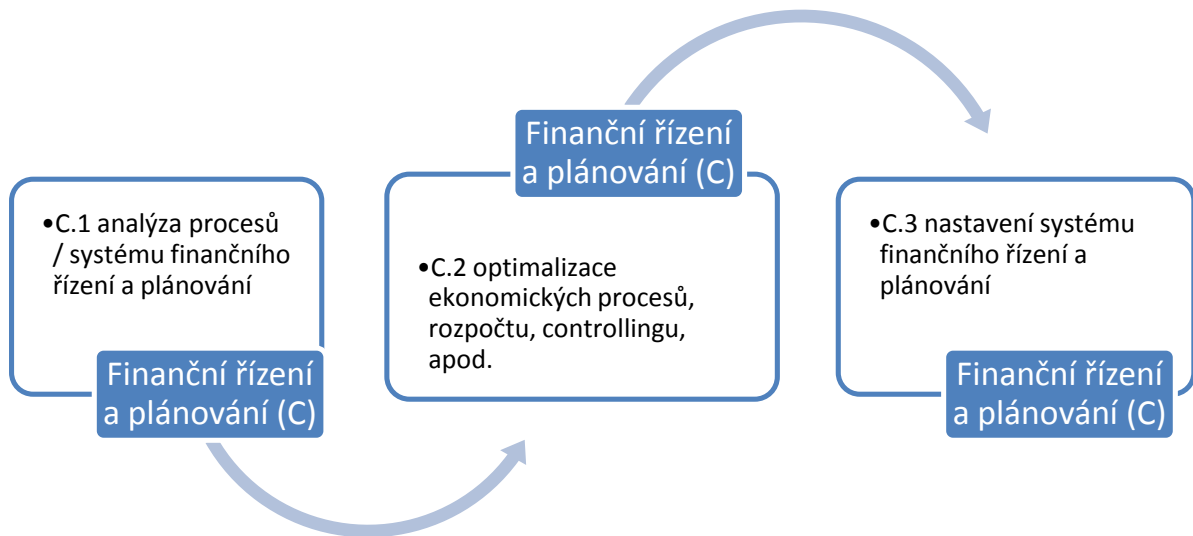 •C.1 analýza procesů
/ systému finančního
řízení a plánování
Finanční řízení
a plánování (C)
Finanční řízení
a plánování (C)
•C.2 optimalizace
ekonomických procesů,
rozpočtu, controllingu,
apod.
•C.3 nastavení systému
finančního řízení a
plánování
Finanční řízení
a plánování (C)